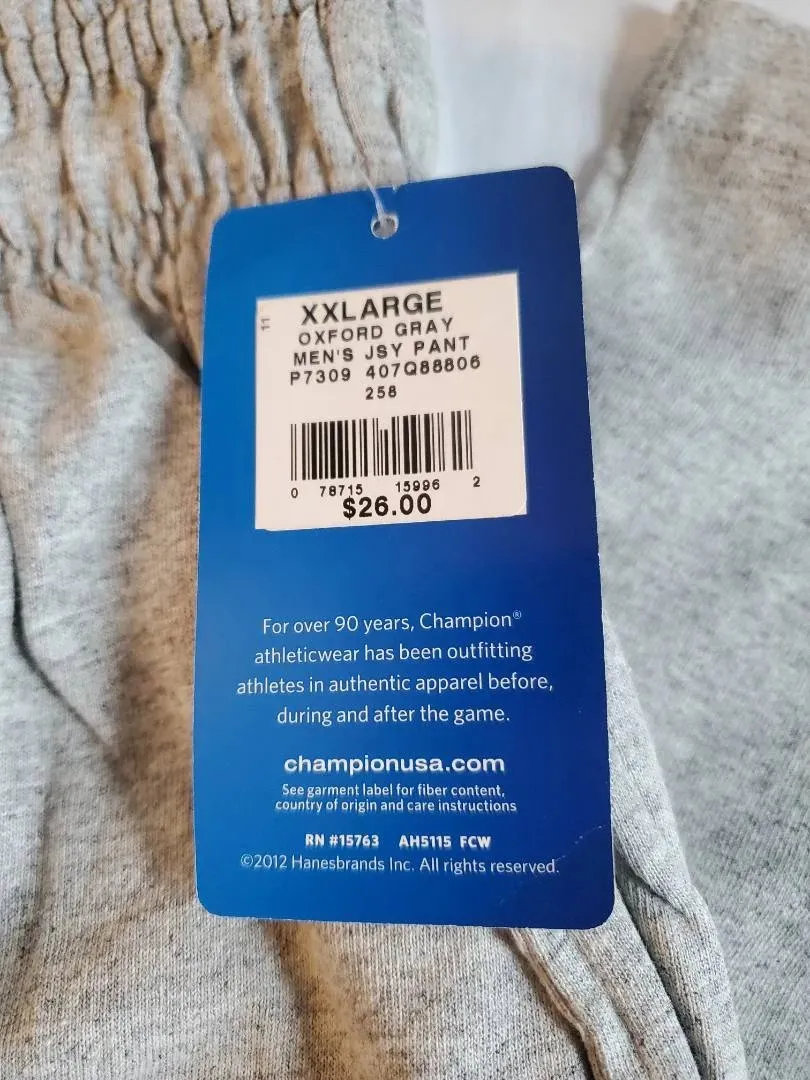 11
XXLARGE
OXFORD GRAY
MEN'S JSY PANT
P7309 407Q88806
258
0 78715 15996 2
$26.00
For over 90 years, Champion®
athleticwear has been outfitting
athletes in authentic apparel before,
during and after the game.
championusa.com
See garment label for fiber content,
country of origin and care instructions
RN #15763 AH5115 FCW
©2012 Hanesbrands Inc. All rights reserved.